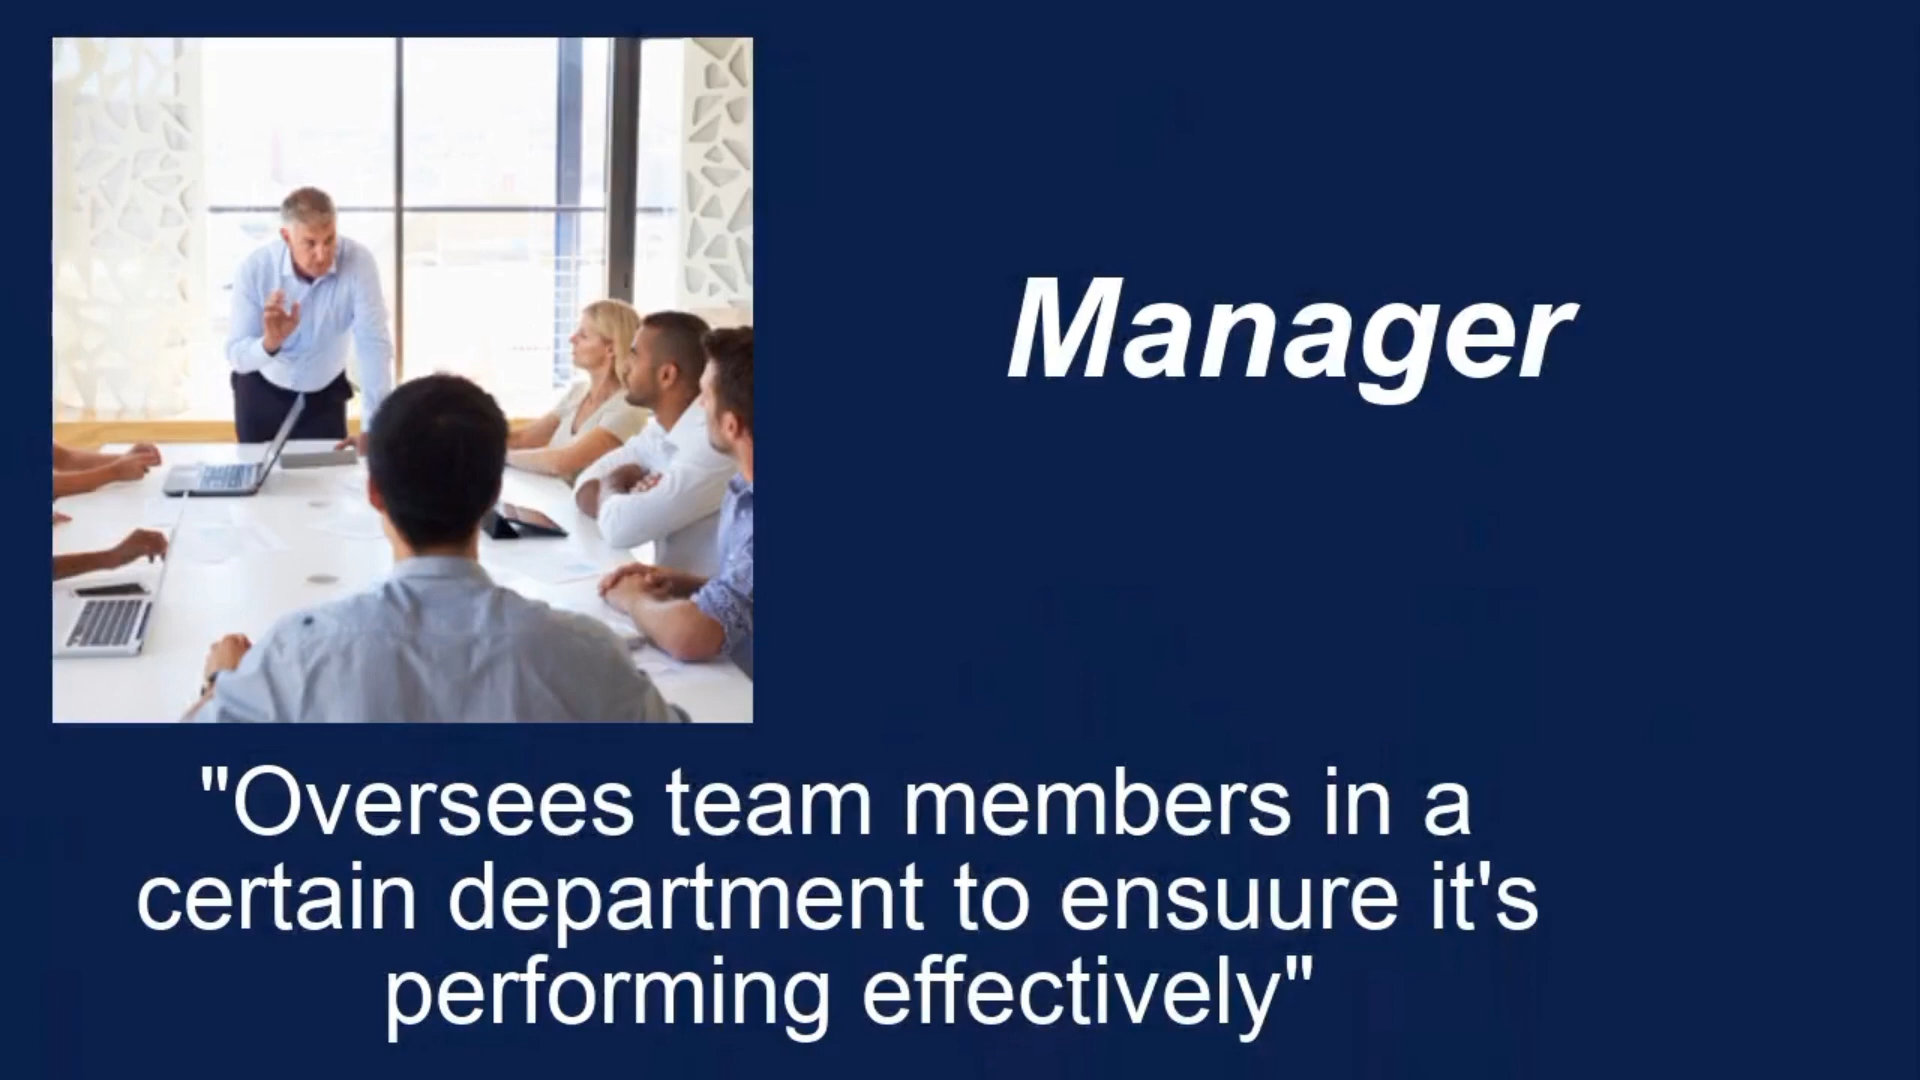 Manager
"Oversees team members in a
certain department to ensuure it's
performing effectively"